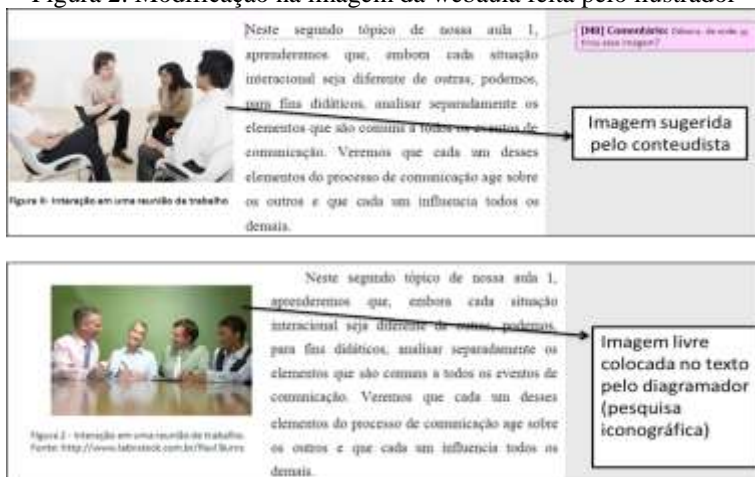 Figura 2: Modificação na imagem da webaula feita pelo ilustrador
Neste segundo tópico de nossa aula 1,
aprenderemos que, embora cada situação
interacional seja diferente de outras, podemos,
para fins didáticos, analisar separadamente os
elementos que são comuns a todos os eventos de
comunicação. Veremos que cada um desses
elementos do processo de comunicação age sobre
os outros e que cada um influencia todos os
demais.
[MB] Comentário: de onde
essa imagem?
Imagem sugerida
pelo conteudista
Interação em uma reunião de trabalho
Neste segundo tópico de nossa aula 1,
aprenderemos que, embora cada situação
interacional seja diferente de outras, podemos,
para fins didáticos, analisar separadamente os
elementos que são comuns a todos os eventos de
comunicação. Veremos que cada um desses
elementos do processo de comunicação age sobre
os outros e que cada um influencia todos os
demais.
Imagem livre
colocada no texto
pelo diagramador
(pesquisa
iconográfica)
Figura 2 - Interação em uma reunião de trabalho.
Fonte: